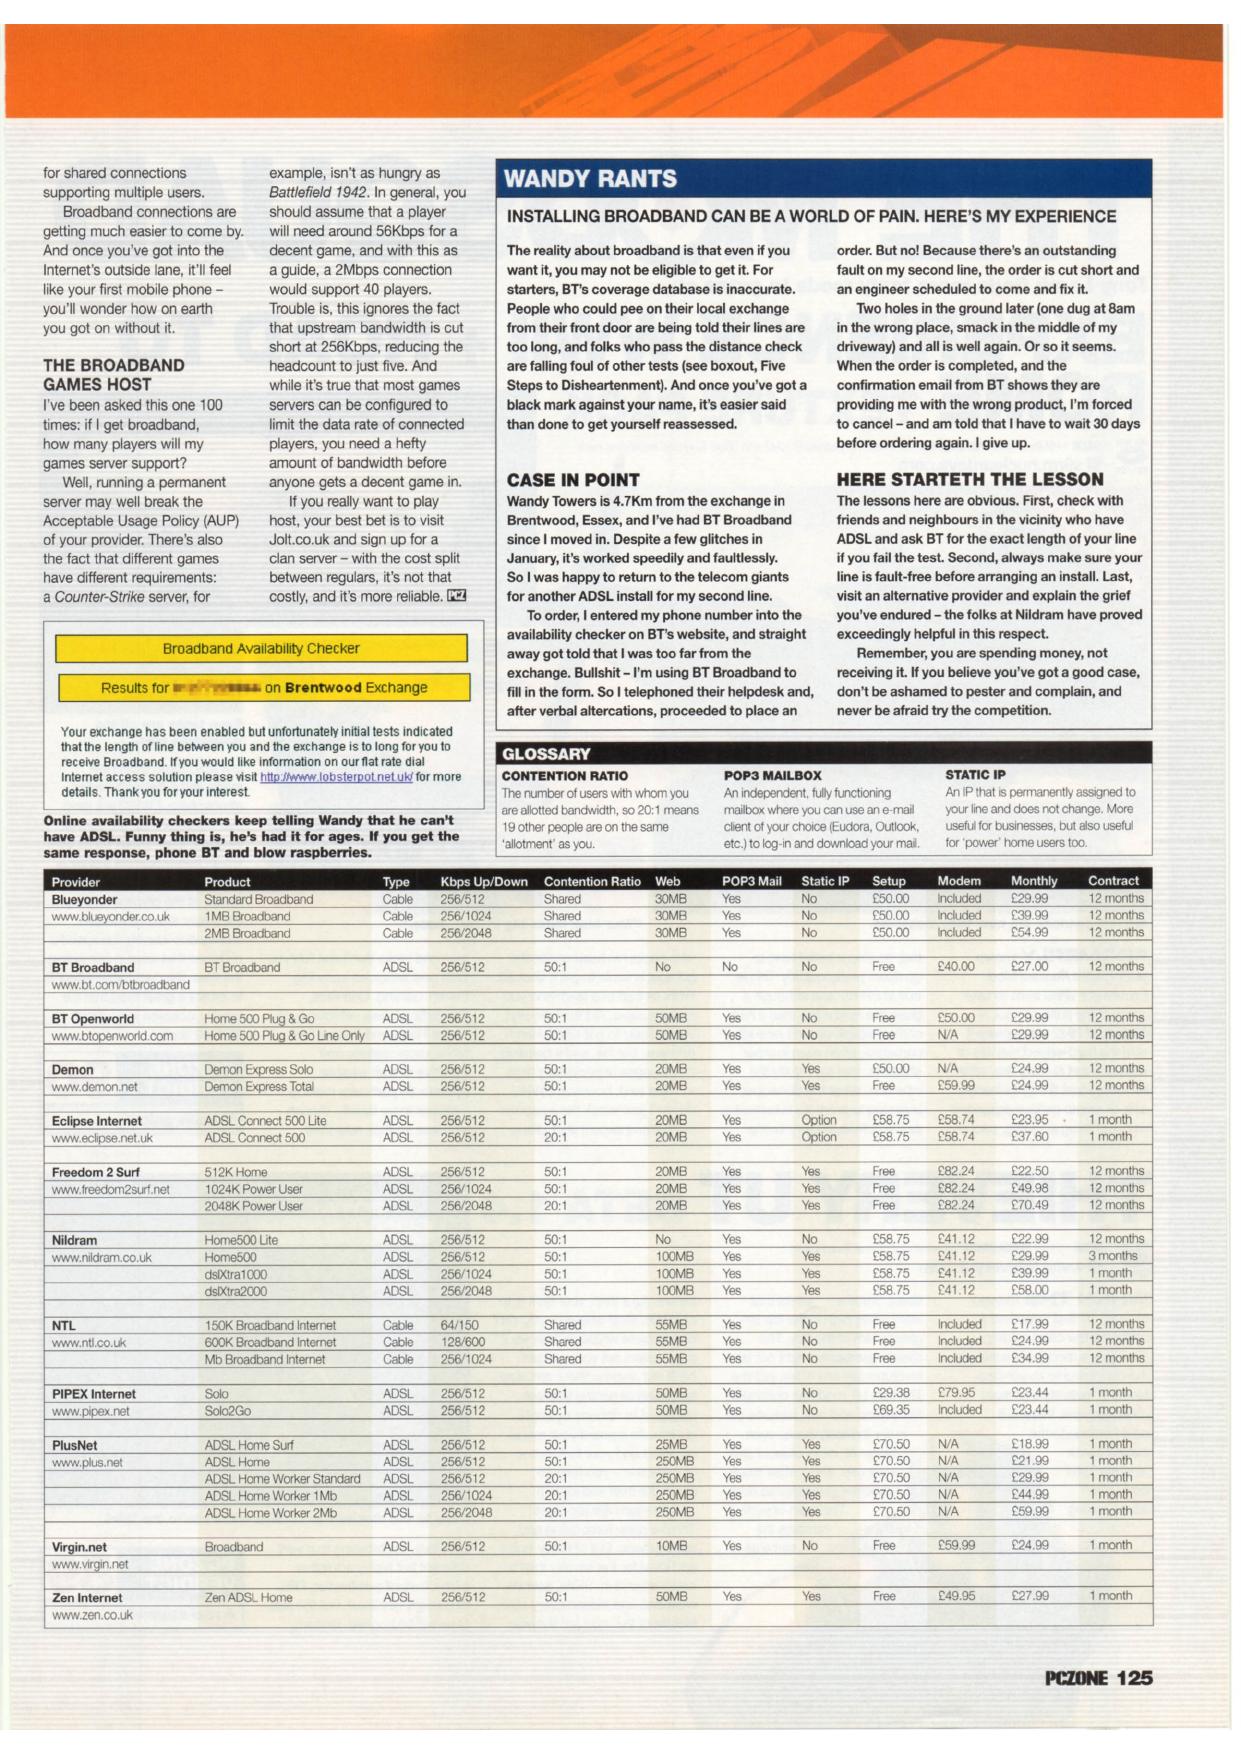 for shared connections
supporting multiple users.
Broadband connections are
getting much easier to come by.
And once you've got into the
Internet's outside lane, it'll feel
like your first mobile phone –
you'll wonder how on earth
you got on without it.
THE BROADBAND
GAMES HOST
I've been asked this one 100
times: if I get broadband,
how many players will my
games server support?
Well, running a permanent
server may well break the
Acceptable Usage Policy (AUP)
of your provider. There's also
the fact that different games
have different requirements:
a Counter-Strike server, for
example, isn't as hungry as
Battlefield 1942. In general, you
should assume that a player
will need around 56Kbps for a
decent game, and with this as
a guide, a 2Mbps connection
would support 40 players.
Trouble is, this ignores the fact
that upstream bandwidth is cut
short at 256Kbps, reducing the
headcount to just five. And
while it's true that most games
servers can be configured to
limit the data rate of connected
players, you need a hefty
amount of bandwidth before
anyone gets a decent game in.
If you really want to play
host, your best bet is to visit
Jolt.co.uk and sign up for a
clan server – with the cost split
between regulars, it's not that
costly, and it's more reliable. PCZ
Broadband Availability Checker
Results for on Brentwood Exchange
Your exchange has been enabled but unfortunately initial tests indicated
that the length of line between you and the exchange is to long for you to
receive Broadband. If you would like information on our flat rate dial
Internet access solution please visit http://www.lobsterpot.net.uk/ for more
details. Thank you for your interest.
Online availability checkers keep telling Wandy that he can't
have ADSL. Funny thing is, he's had it for ages. If you get the
same response, phone BT and blow raspberries.
WANDY RANTS
INSTALLING BROADBAND CAN BE A WORLD OF PAIN. HERE'S MY EXPERIENCE
The reality about broadband is that even if you
want it, you may not be eligible to get it. For
starters, BT's coverage database is inaccurate.
People who could pee on their local exchange
from their front door are being told their lines are
too long, and folks who pass the distance check
are falling foul of other tests (see boxout, Five
Steps to Disheartenment). And once you've got a
black mark against your name, it's easier said
than done to get yourself reassessed.
CASE IN POINT
Wandy Towers is 4.7Km from the exchange in
Brentwood, Essex, and I've had BT Broadband
since I moved in. Despite a few glitches in
January, it's worked speedily and faultlessly.
So I was happy to return to the telecom giants
for another ADSL install for my second line.
To order, I entered my phone number into the
availability checker on BT's website, and straight
away got told that I was too far from the
exchange. Bullshit – I'm using BT Broadband to
fill in the form. So I telephoned their helpdesk and,
after verbal altercations, proceeded to place an
order. But no! Because there's an outstanding
fault on my second line, the order is cut short and
an engineer scheduled to come and fix it.
Two holes in the ground later (one dug at 8am
in the wrong place, smack in the middle of my
driveway) and all is well again. Or so it seems.
When the order is completed, and the
confirmation email from BT shows they are
providing me with the wrong product, I'm forced
to cancel – and am told that I have to wait 30 days
before ordering again. I give up.
HERE STARTETH THE LESSON
The lessons here are obvious. First, check with
friends and neighbours in the vicinity who have
ADSL and ask BT for the exact length of your line
if you fail the test. Second, always make sure your
line is fault-free before arranging an install. Last,
visit an alternative provider and explain the grief
you've endured – the folks at Nildram have proved
exceedingly helpful in this respect.
Remember, you are spending money, not
receiving it. If you believe you've got a good case,
don't be ashamed to pester and complain, and
never be afraid try the competition.
GLOSSARY
CONTENTION RATIO
The number of users with whom you
are allotted bandwidth, so 20:1 means
19 other people are on the same
'allotment' as you.
POP3 MAILBOX
An independent, fully functioning
mailbox where you can use an e-mail
client of your choice (Eudora, Outlook,
etc.) to log-in and download your mail.
STATIC IP
An IP that is permanently assigned to
your line and does not change. More
useful for businesses, but also useful
for 'power' home users too.
Provider Product Type Kbps Up/Down Contention Ratio Web POP3 Mail Static IP Setup Modem Monthly Contract
Blueyonder Standard Broadband Cable 256/512 Shared 30MB Yes No £50.00 Included £29.99 12 months
www.blueyonder.co.uk 1MB Broadband Cable 256/1024 Shared 30MB Yes No £50.00 Included £39.99 12 months
2MB Broadband Cable 256/2048 Shared 30MB Yes No £50.00 Included £54.99 12 months
BT Broadband BT Broadband ADSL 256/512 50:1 No No No Free £40.00 £27.00 12 months
www.bt.com/btbroadband
BT Openworld Home 500 Plug & Go ADSL 256/512 50:1 50MB Yes No Free £50.00 £29.99 12 months
www.btopenworld.com Home 500 Plug & Go Line Only ADSL 256/512 50:1 50MB Yes No Free N/A £29.99 12 months
Demon Demon Express Solo ADSL 256/512 50:1 20MB Yes Yes £50.00 N/A £24.99 12 months
www.demon.net Demon Express Total ADSL 256/512 50:1 20MB Yes Yes Free £59.99 £24.99 12 months
Eclipse Internet ADSL Connect 500 Lite ADSL 256/512 50:1 20MB Yes Option £58.75 £58.74 £23.95 1 month
www.eclipse.net.uk ADSL Connect 500 ADSL 256/512 20:1 20MB Yes Option £58.75 £58.74 £37.60 1 month
Freedom 2 Surf 512K Home ADSL 256/512 50:1 20MB Yes Yes Free £82.24 £22.50 12 months
www.freedom2surf.net 1024K Power User ADSL 256/1024 50:1 20MB Yes Yes Free £82.24 £49.98 12 months
2048K Power User ADSL 256/2048 20:1 20MB Yes Yes Free £82.24 £70.49 12 months
Nildram Home500 Lite ADSL 256/512 50:1 No Yes No £58.75 £41.12 £22.99 12 months
www.nildram.co.uk Home500 ADSL 256/512 50:1 100MB Yes Yes £58.75 £41.12 £29.99 3 months
dslXtra1000 ADSL 256/1024 50:1 100MB Yes Yes £58.75 £41.12 £39.99 1 month
dslXtra2000 ADSL 256/2048 50:1 100MB Yes Yes £58.75 £41.12 £58.00 1 month
NTL 150K Broadband Internet Cable 64/150 Shared 55MB Yes No Free Included £17.99 12 months
www.ntl.co.uk 600K Broadband Internet Cable 128/600 Shared 55MB Yes No Free Included £24.99 12 months
Mb Broadband Internet Cable 256/1024 Shared 55MB Yes No Free Included £34.99 12 months
PIPEX Internet Solo ADSL 256/512 50:1 50MB Yes No £29.38 £79.95 £23.44 1 month
www.pipex.net Solo2Go ADSL 256/512 50:1 50MB Yes No £69.35 Included £23.44 1 month
PlusNet ADSL Home Surf ADSL 256/512 50:1 25MB Yes Yes £70.50 N/A £18.99 1 month
www.plus.net ADSL Home ADSL 256/512 50:1 250MB Yes Yes £70.50 N/A £21.99 1 month
ADSL Home Worker Standard ADSL 256/512 20:1 250MB Yes Yes £70.50 N/A £29.99 1 month
ADSL Home Worker 1Mb ADSL 256/1024 20:1 250MB Yes Yes £70.50 N/A £44.99 1 month
ADSL Home Worker 2Mb ADSL 256/2048 20:1 250MB Yes Yes £70.50 N/A £59.99 1 month
Virgin.net Broadband ADSL 256/512 50:1 10MB Yes No Free £59.99 £24.99 1 month
www.virgin.net
Zen Internet Zen ADSL Home ADSL 256/512 50:1 50MB Yes Yes Free £49.95 £27.99 1 month
www.zen.co.uk
PCZONE 125